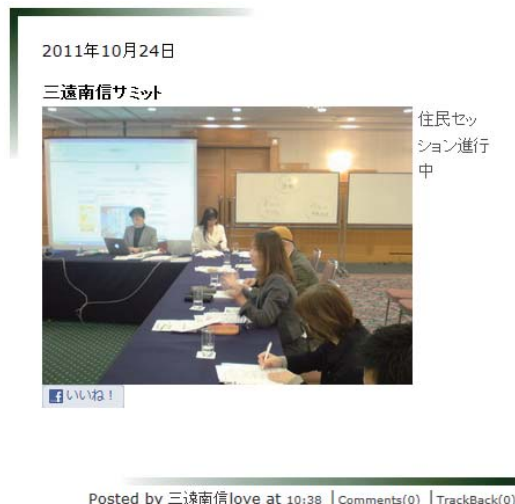 2011年10月24日
三遠南信サミット
住民セッ
ション進行
中
いいね！
Posted by 三遠南信love at 10:38 | Comments(0) | TrackBack(0)